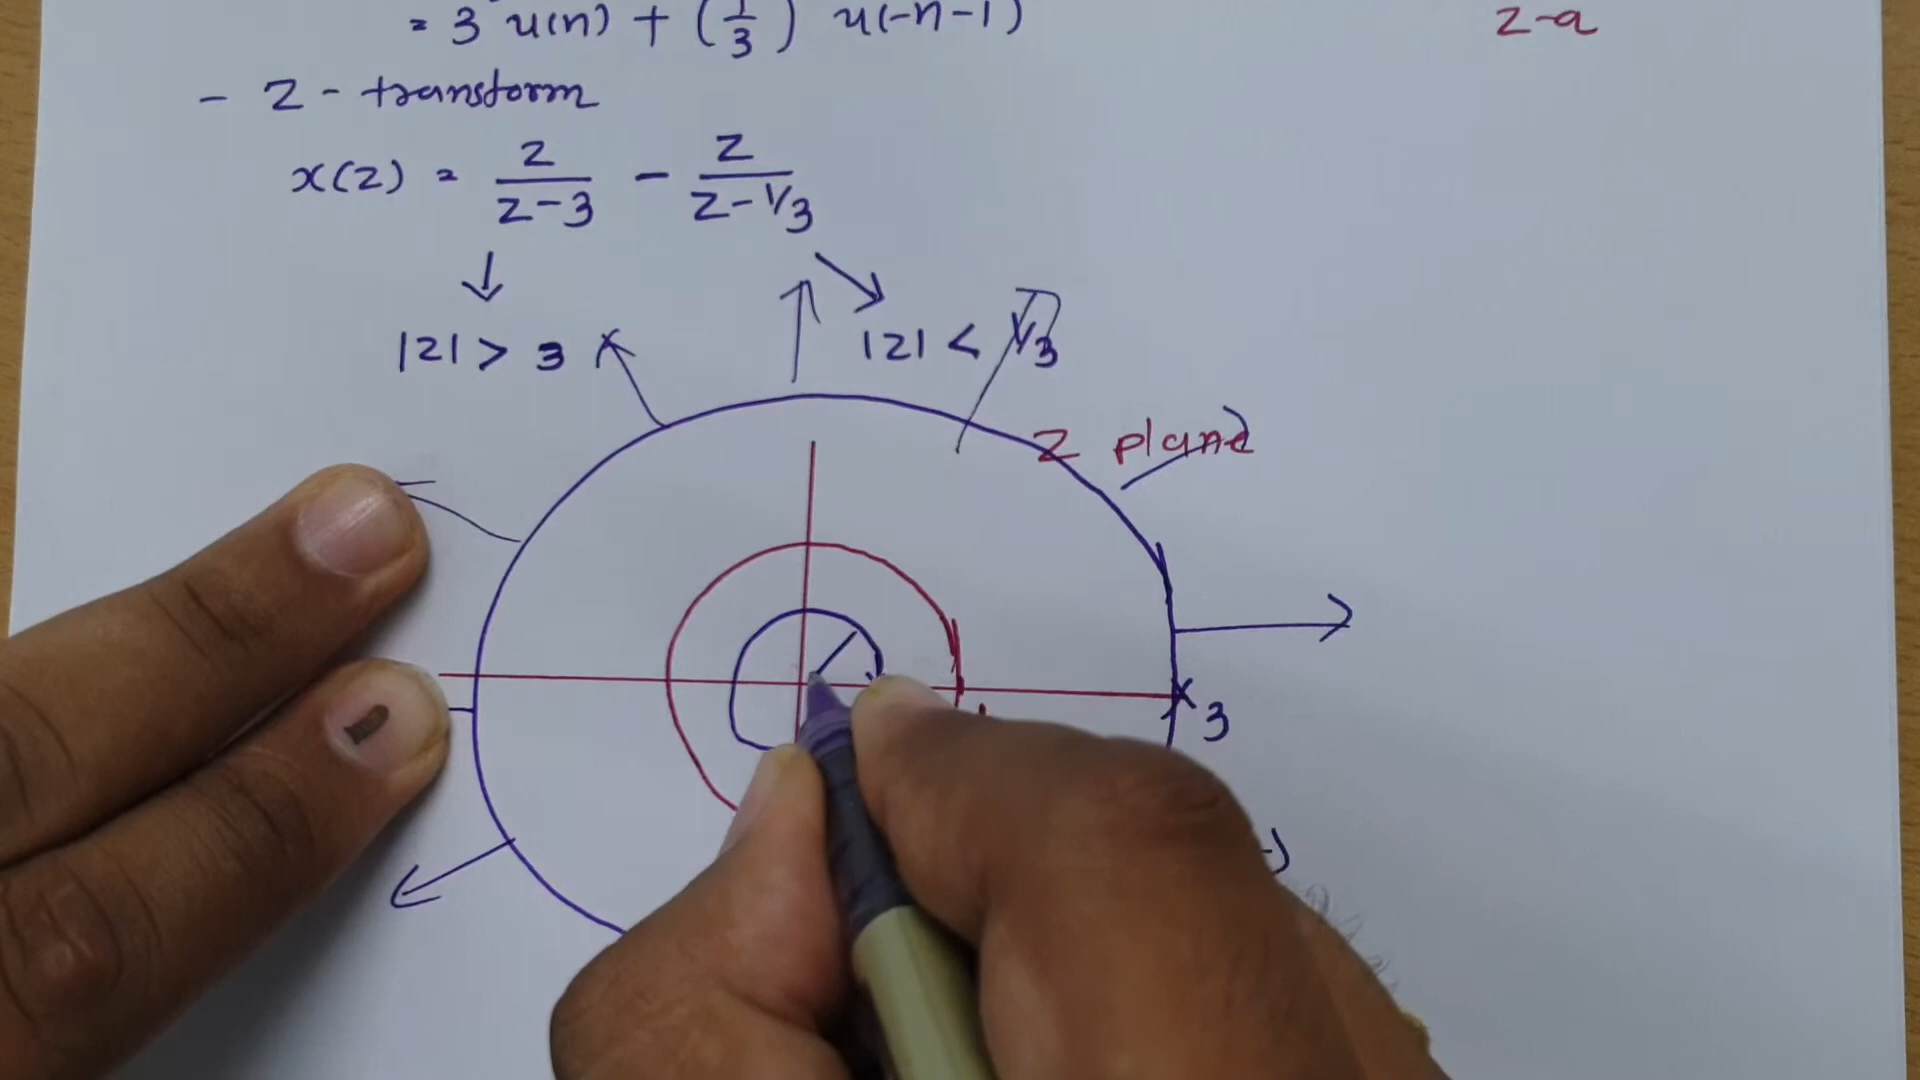 = 3 u(n) + (1/3) u(-n-1)
z-a
- Z - transform
x(z) = z/(z-3) - z/(z-1/3)
|z| > 3
|z| < 1/3
Z plane
3